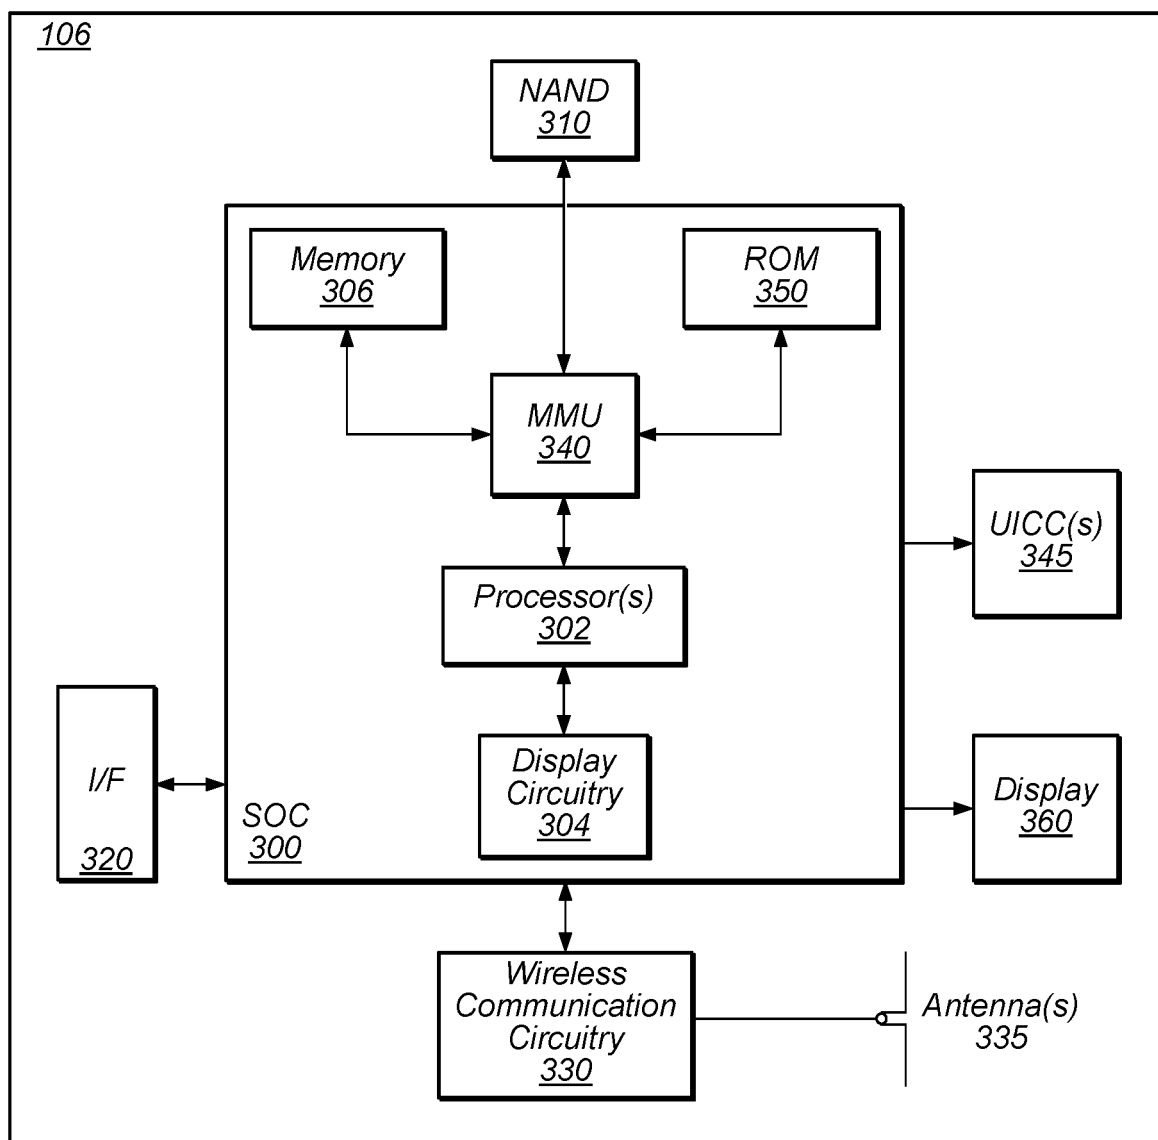 106
NAND
310
Memory
306
ROM
350
MMU
340
UICC(s)
345
Processor(s)
302
I/F
320
Display
Circuitry
304
SOC
300
Display
360
Wireless
Communication
Circuitry
330
Antenna(s)
335